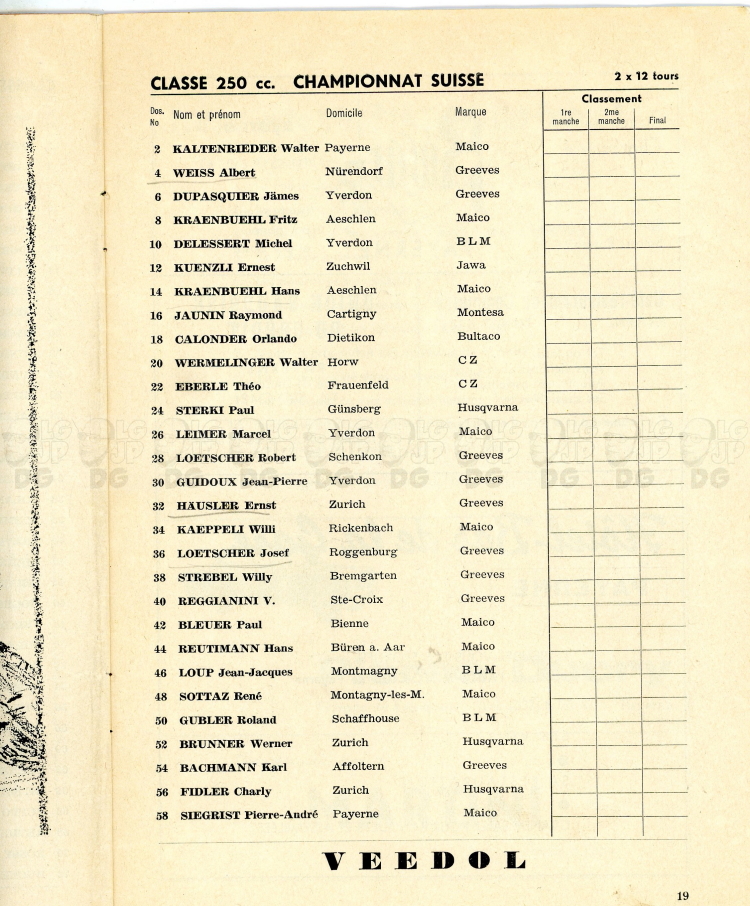 CLASSE 250 cc. CHAMPIONNAT SUISSE 2 x 12 tours
Classement
Dos. No Nom et prénom Domicile Marque 1re manche 2me manche Final
2 KALTENRIEDER Walter Payerne Maico
4 WEISS Albert Nürendorf Greeves
6 DUPASQUIER Jämes Yverdon Greeves
8 KRAENBUEHL Fritz Aeschlen Maico
10 DELESSERT Michel Yverdon B L M
12 KUENZLI Ernest Zuchwil Jawa
14 KRAENBUEHL Hans Aeschlen Maico
16 JAUNIN Raymond Cartigny Montesa
18 CALONDER Orlando Dietikon Bultaco
20 WERMELINGER Walter Horw C Z
22 EBERLE Théo Frauenfeld C Z
24 STERKI Paul Günsberg Husqvarna
26 LEIMER Marcel Yverdon Maico
28 LOETSCHER Robert Schenkon Greeves
30 GUIDOUX Jean-Pierre Yverdon Greeves
32 HÄUSLER Ernst Zurich Greeves
34 KAEPPELI Willi Rickenbach Maico
36 LOETSCHER Josef Roggenburg Greeves
38 STREBEL Willy Bremgarten Greeves
40 REGGIANINI V. Ste-Croix Greeves
42 BLEUER Paul Bienne Maico
44 REUTIMANN Hans Büren a. Aar Maico
46 LOUP Jean-Jacques Montmagny B L M
48 SOTTAZ René Montagny-les-M. Maico
50 GUBLER Roland Schaffhouse B L M
52 BRUNNER Werner Zurich Husqvarna
54 BACHMANN Karl Affoltern Greeves
56 FIDLER Charly Zurich Husqvarna
58 SIEGRIST Pierre-André Payerne Maico
VEEDOL
19